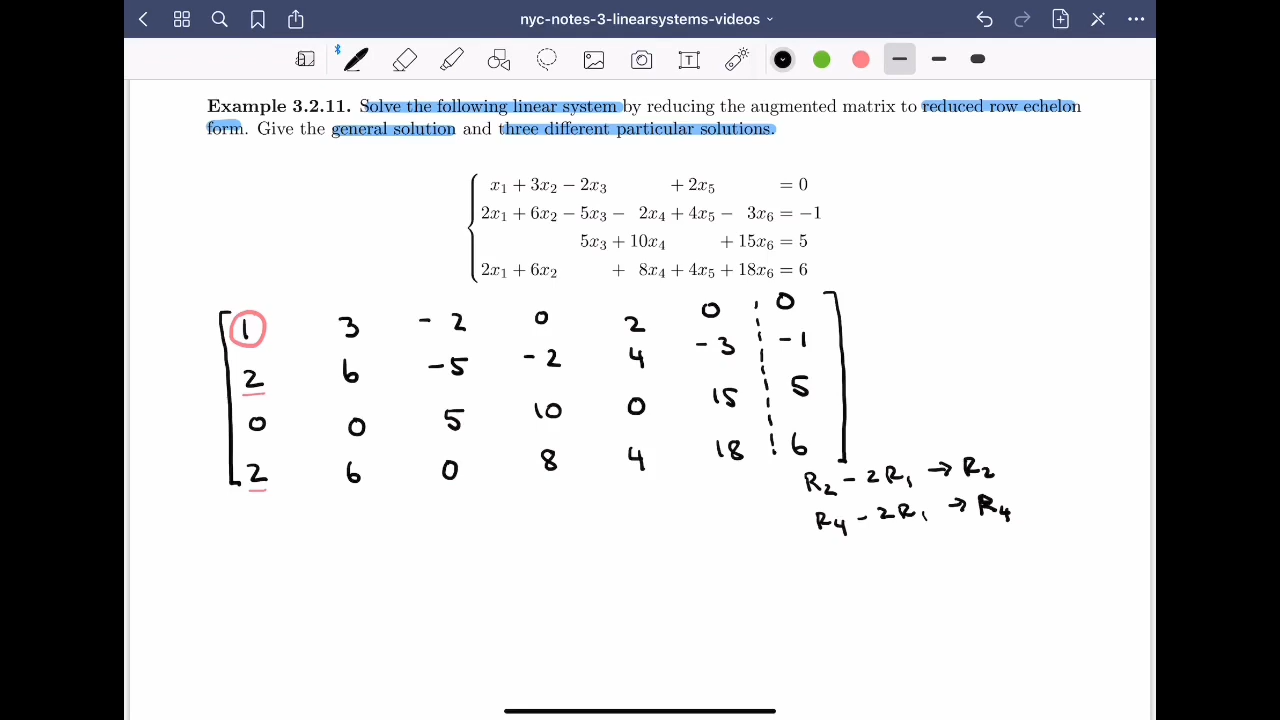 nyc-notes-3-linearsystems-videos
T
Example 3.2.11. Solve the following linear system by reducing the augmented matrix to reduced row echelon
form. Give the general solution and three different particular solutions.
x₁ + 3x₂ − 2x₃ + 2x₅ = 0
2x₁ + 6x₂ − 5x₃ − 2x₄ + 4x₅ − 3x₆ = −1
5x₃ + 10x₄ + 15x₆ = 5
2x₁ + 6x₂ + 8x₄ + 4x₅ + 18x₆ = 6
1 3 -2 0 2 0 0
2 6 -5 -2 4 -3 -1
0 0 5 10 0 15 5
2 6 0 8 4 18 6
R₂ - 2R₁ → R₂
R₄ - 2R₁ → R₄